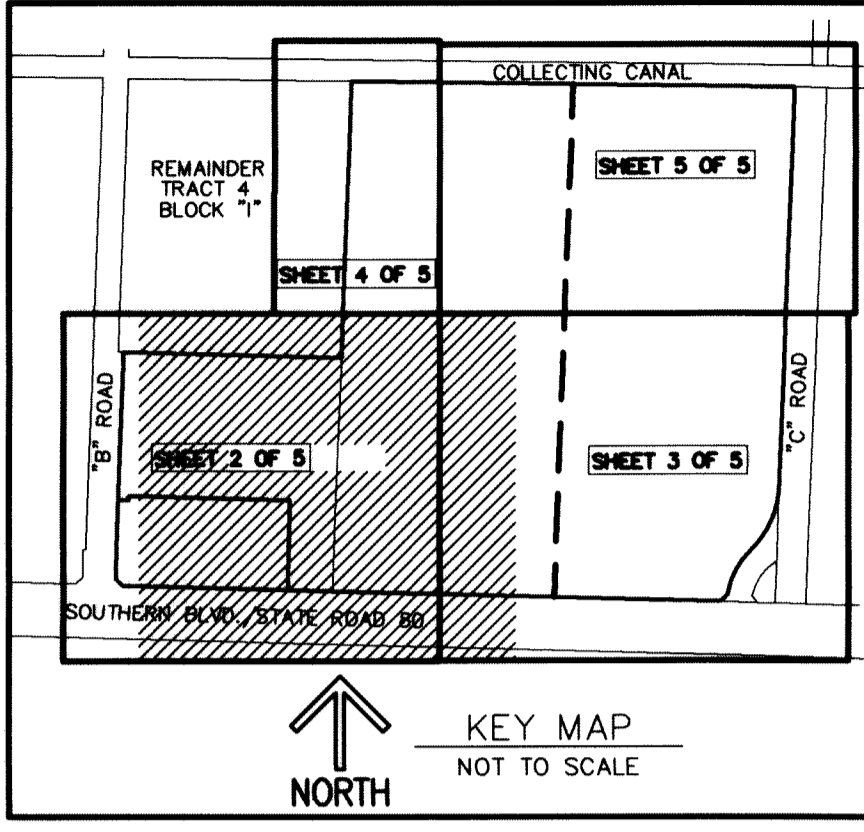 COLLECTING CANAL
REMAINDER
TRACT 4
BLOCK "I"
SHEET 5 OF 5
SHEET 4 OF 5
"B" ROAD
"C" ROAD
SHEET 2 OF 5
SHEET 3 OF 5
SOUTHERN BLVD./STATE ROAD 80
NORTH
KEY MAP
NOT TO SCALE